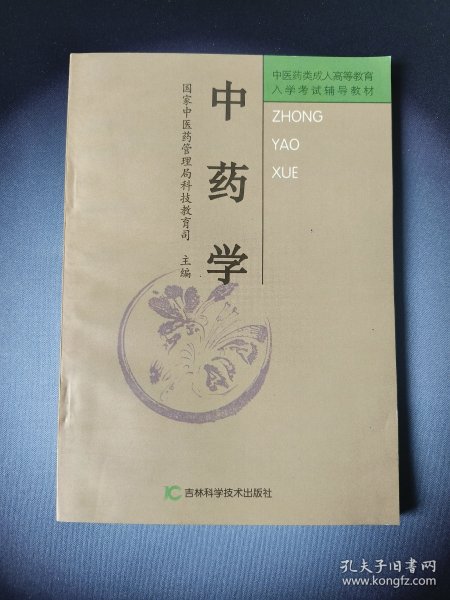 中医药类成人高等教育
入学考试辅导教材
ZHONG
YAO
XUE
中药学
国家中医药管理局科技教育司 主编
吉林科学技术出版社
孔夫子旧书网
www.kongfz.com